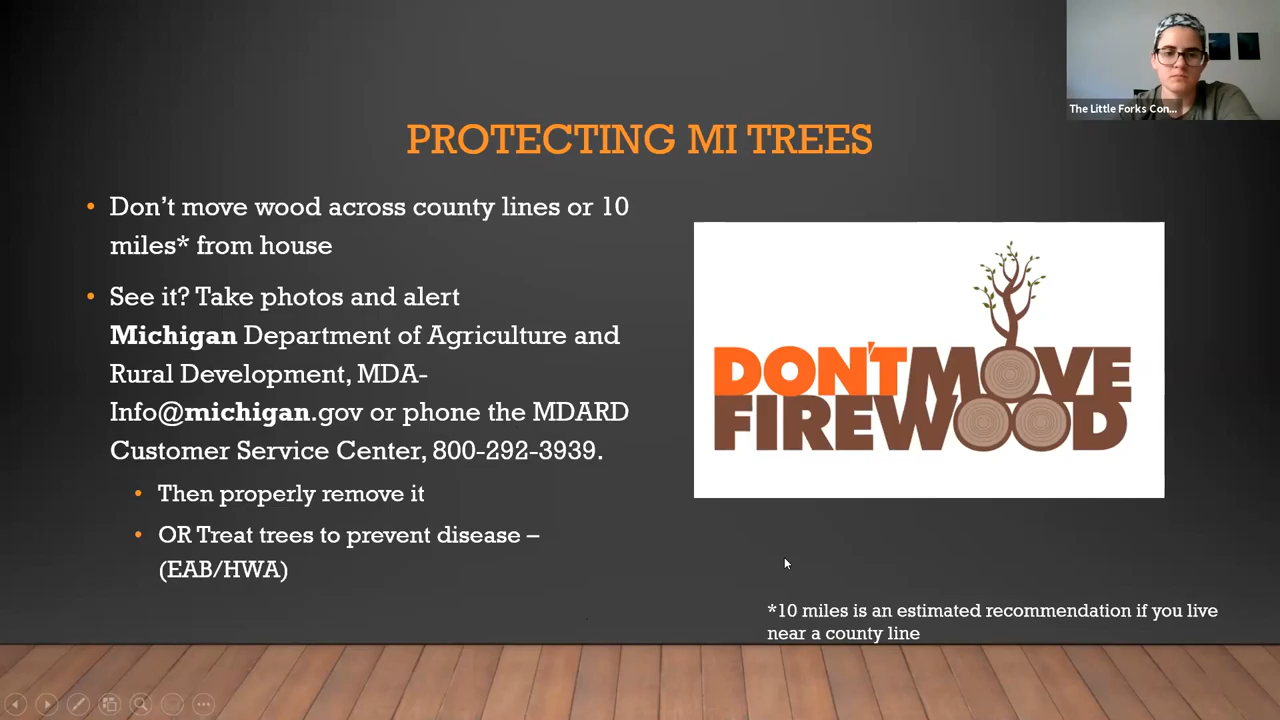 The Little Forks Con...
PROTECTING MI TREES
• Don't move wood across county lines or 10
miles* from house
• See it? Take photos and alert
Michigan Department of Agriculture and
Rural Development, MDA-
Info@michigan.gov or phone the MDARD
Customer Service Center, 800-292-3939.
• Then properly remove it
• OR Treat trees to prevent disease –
(EAB/HWA)
DON'T MOVE
FIREWOOD
*10 miles is an estimated recommendation if you live
near a county line